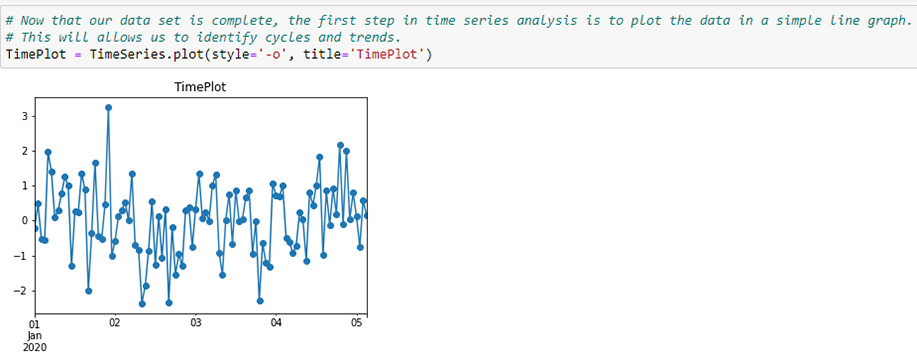 # Now that our data set is complete, the first step in time series analysis is to plot the data in a simple line graph.
# This will allows us to identify cycles and trends.
TimePlot = TimeSeries.plot(style='-o', title='TimePlot')
TimePlot
3
2
1
0
−1
−2
01 02 03 04 05
Jan
2020